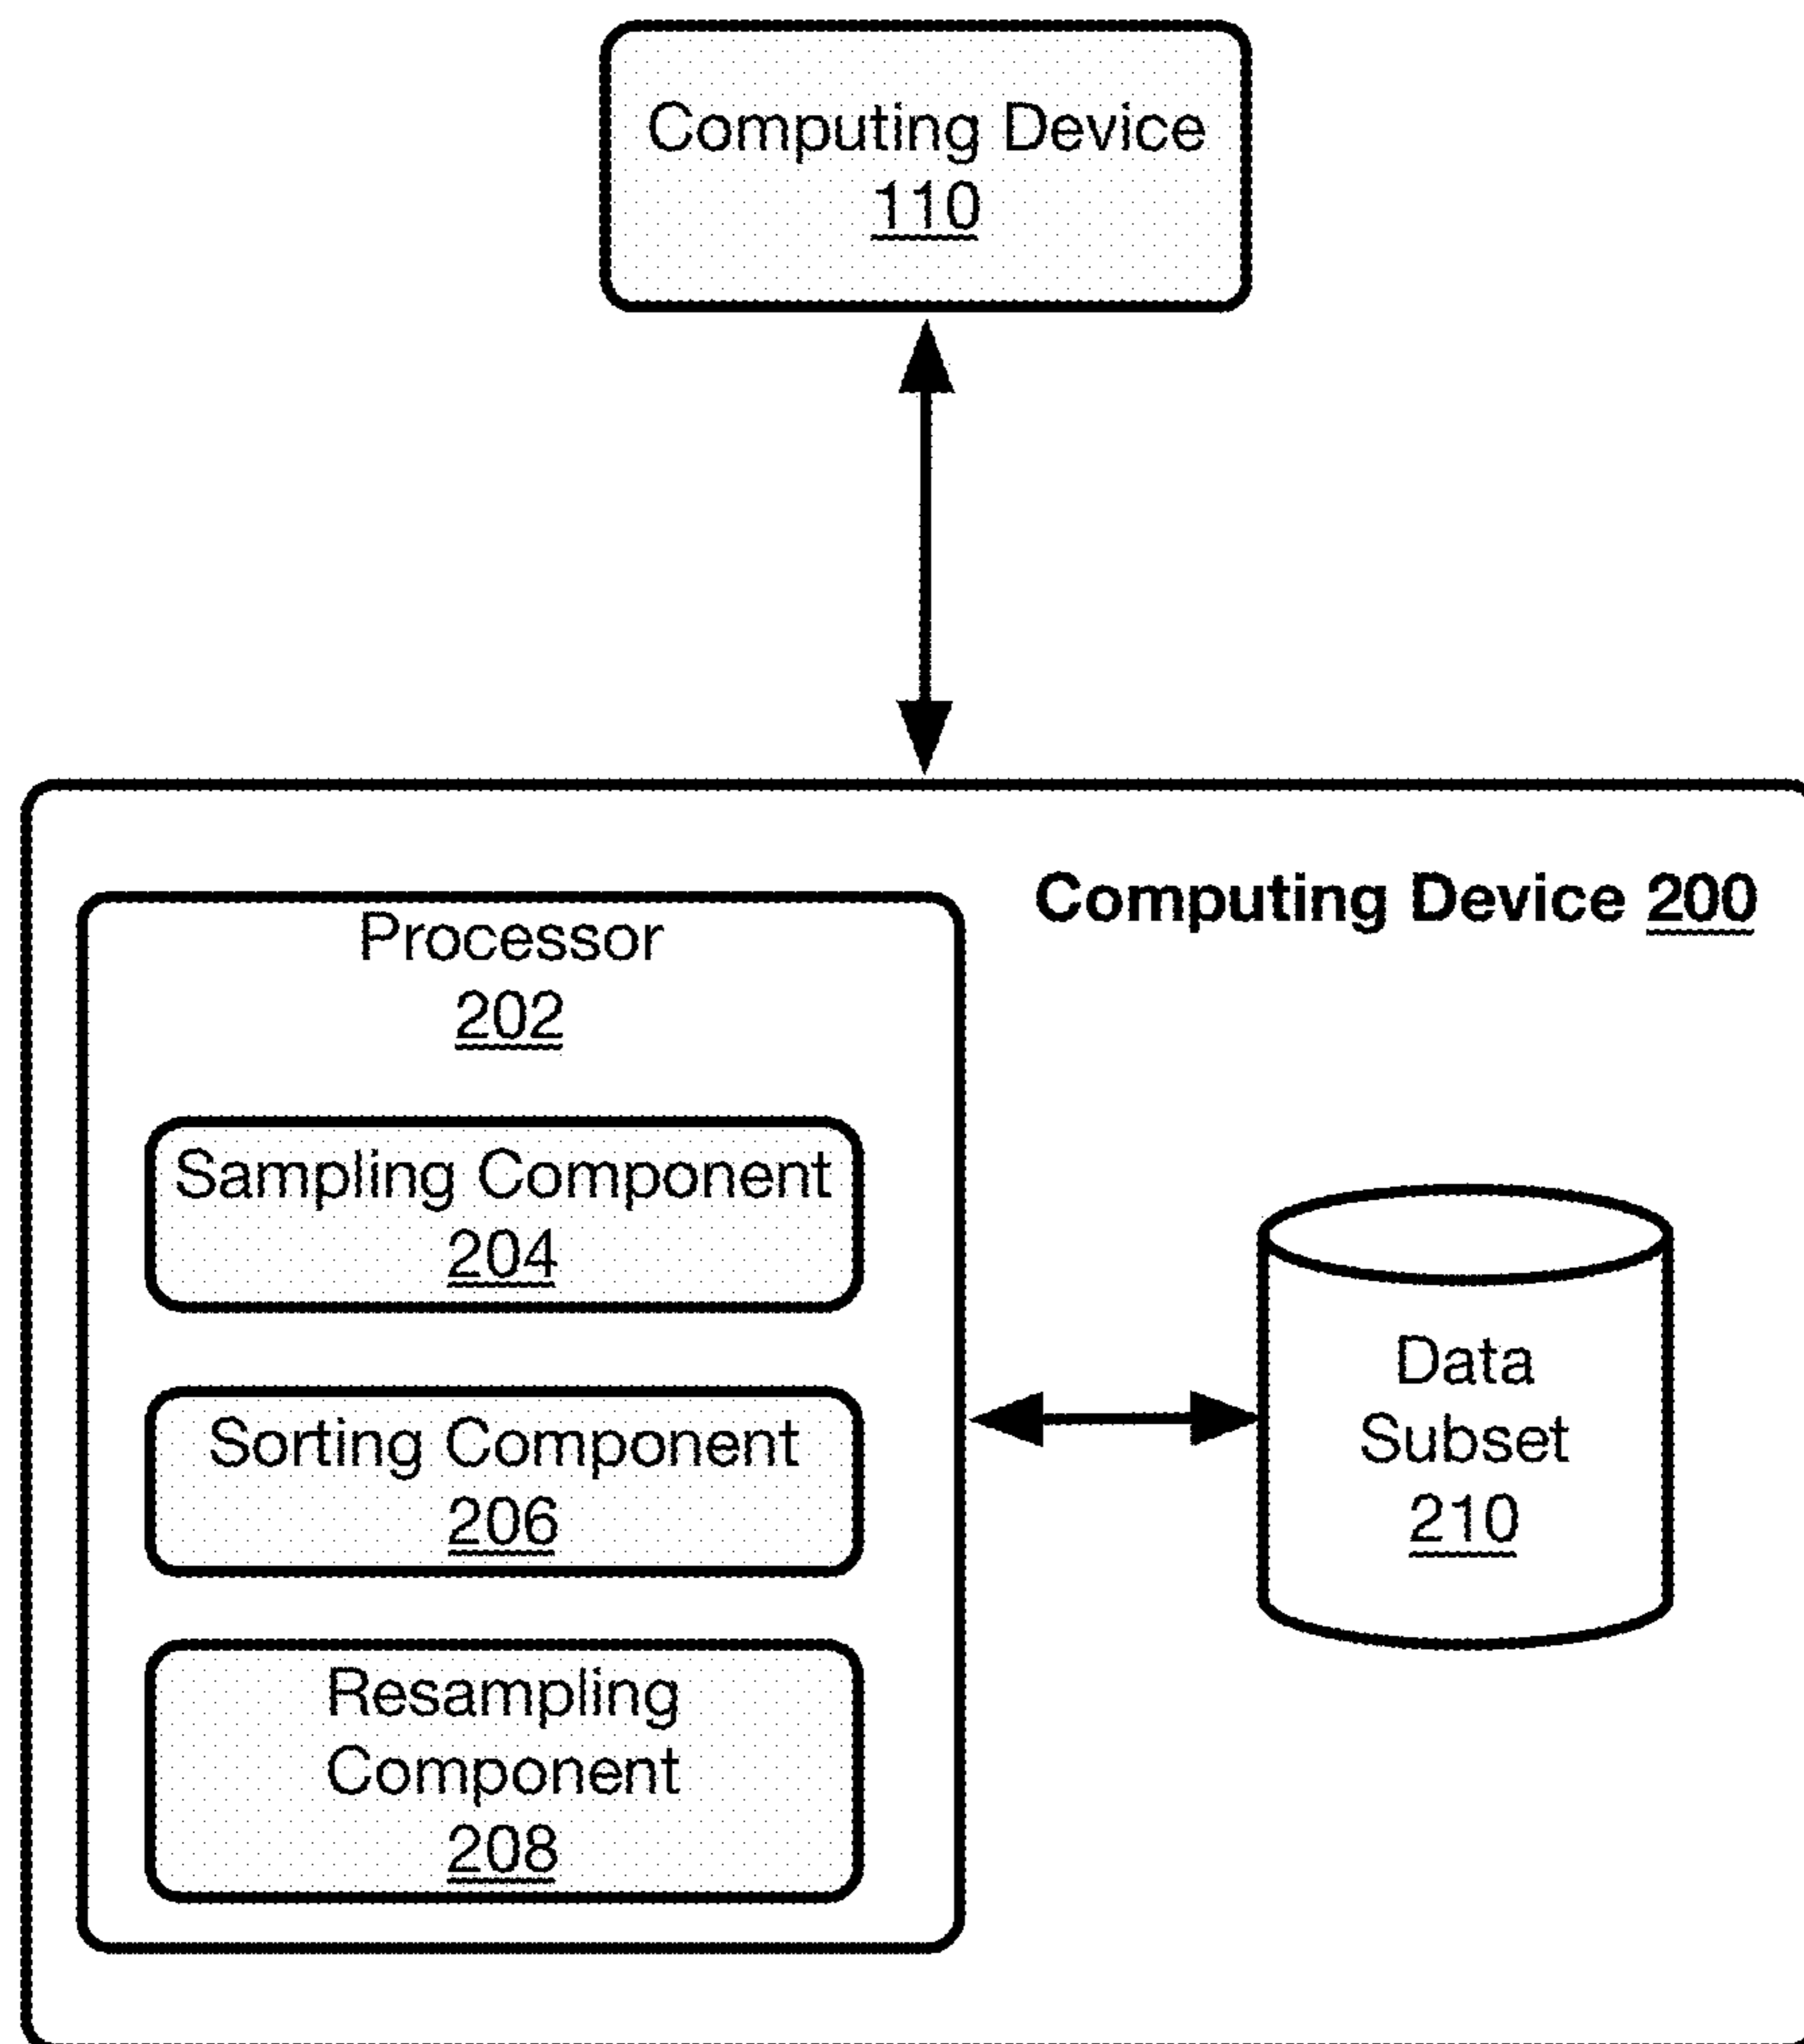 Computing Device
110
Computing Device 200
Processor
202
Sampling Component
204
Sorting Component
206
Resampling
Component
208
Data
Subset
210